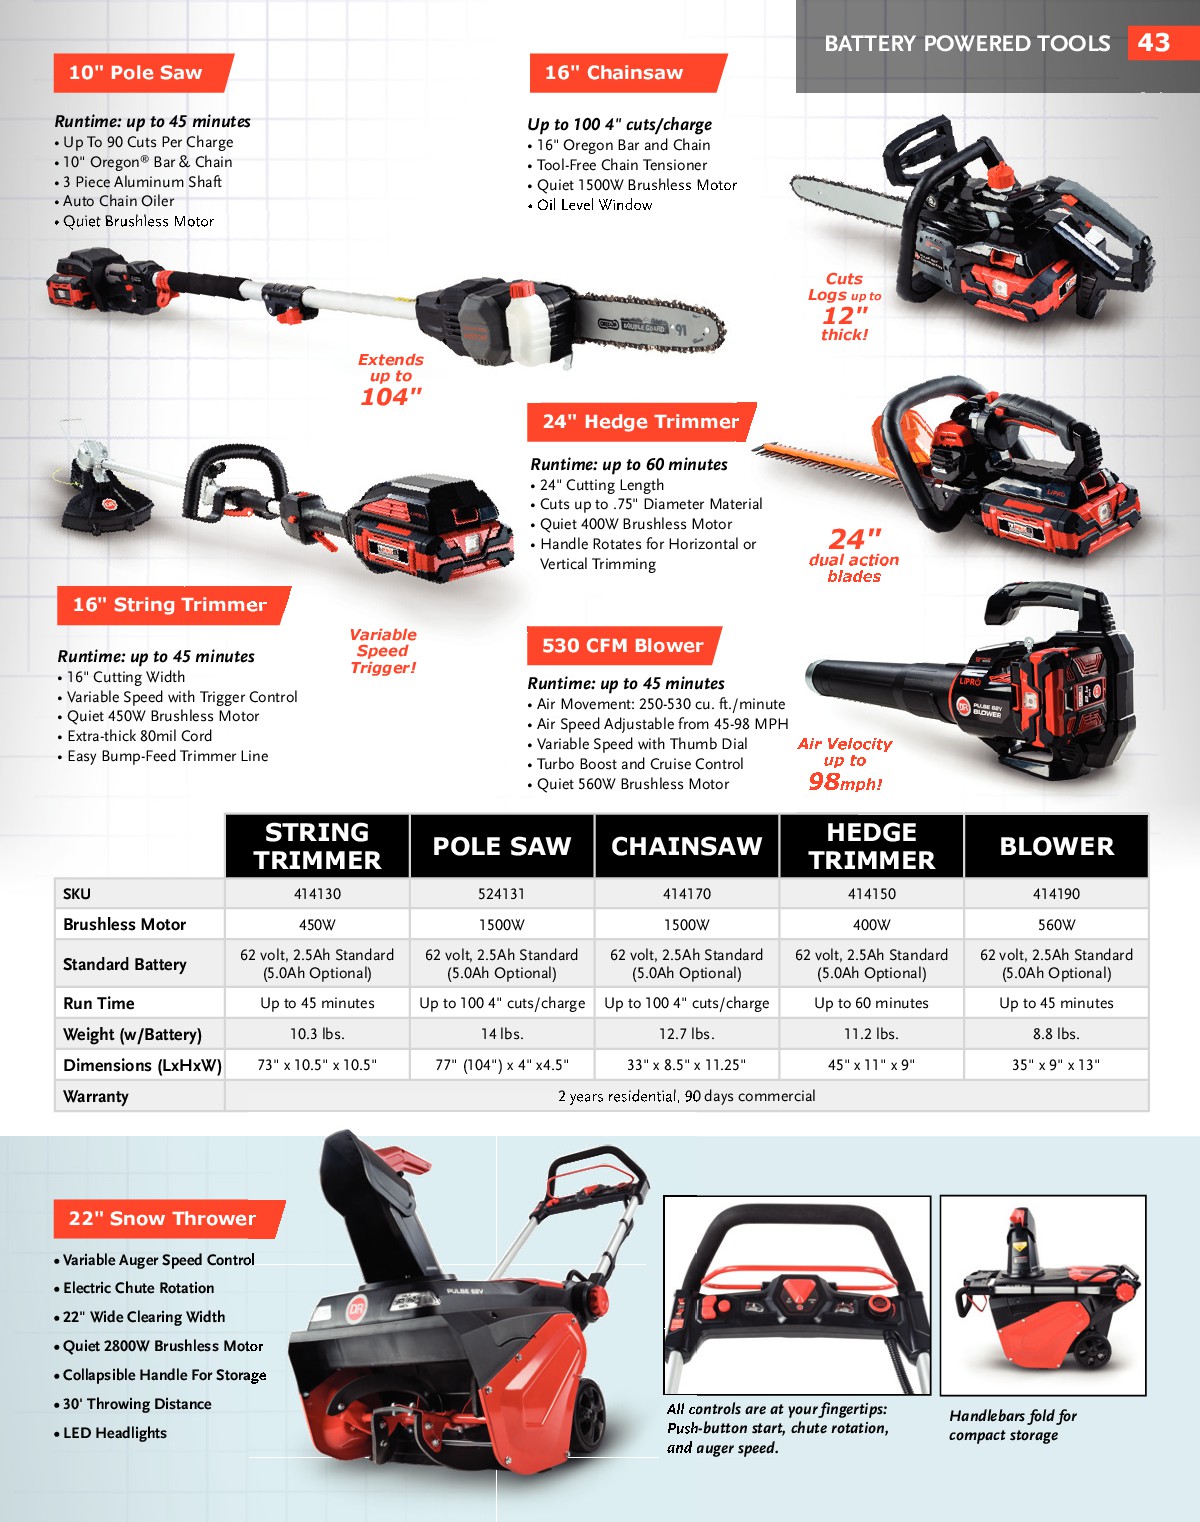 BATTERY POWERED TOOLS 43
10" Pole Saw
Runtime: up to 45 minutes
• Up To 90 Cuts Per Charge
• 10" Oregon® Bar & Chain
• 3 Piece Aluminum Shaft
• Auto Chain Oiler
• Quiet Brushless Motor
Extends
up to
104"
16" Chainsaw
Up to 100 4" cuts/charge
• 16" Oregon Bar and Chain
• Tool-Free Chain Tensioner
• Quiet 1500W Brushless Motor
• Oil Level Window
Cuts
Logs up to
12"
thick!
24" Hedge Trimmer
Runtime: up to 60 minutes
• 24" Cutting Length
• Cuts up to .75" Diameter Material
• Quiet 400W Brushless Motor
• Handle Rotates for Horizontal or
Vertical Trimming
24"
dual action
blades
16" String Trimmer
Runtime: up to 45 minutes
• 16" Cutting Width
• Variable Speed with Trigger Control
• Quiet 450W Brushless Motor
• Extra-thick 80mil Cord
• Easy Bump-Feed Trimmer Line
Variable
Speed
Trigger!
530 CFM Blower
Runtime: up to 45 minutes
• Air Movement: 250-530 cu. ft./minute
• Air Speed Adjustable from 45-98 MPH
• Variable Speed with Thumb Dial
• Turbo Boost and Cruise Control
• Quiet 560W Brushless Motor
Air Velocity
up to
98mph!
LiPRO
DR
PULSE 62V
BLOWER
STRING TRIMMER POLE SAW CHAINSAW HEDGE TRIMMER BLOWER
SKU 414130 524131 414170 414150 414190
Brushless Motor 450W 1500W 1500W 400W 560W
Standard Battery 62 volt, 2.5Ah Standard (5.0Ah Optional) 62 volt, 2.5Ah Standard (5.0Ah Optional) 62 volt, 2.5Ah Standard (5.0Ah Optional) 62 volt, 2.5Ah Standard (5.0Ah Optional) 62 volt, 2.5Ah Standard (5.0Ah Optional)
Run Time Up to 45 minutes Up to 100 4" cuts/charge Up to 100 4" cuts/charge Up to 60 minutes Up to 45 minutes
Weight (w/Battery) 10.3 lbs. 14 lbs. 12.7 lbs. 11.2 lbs. 8.8 lbs.
Dimensions (LxHxW) 73" x 10.5" x 10.5" 77" (104") x 4" x4.5" 33" x 8.5" x 11.25" 45" x 11" x 9" 35" x 9" x 13"
Warranty 2 years residential, 90 days commercial
22" Snow Thrower
• Variable Auger Speed Control
• Electric Chute Rotation
• 22" Wide Clearing Width
• Quiet 2800W Brushless Motor
• Collapsible Handle For Storage
• 30' Throwing Distance
• LED Headlights
DR
PULSE 62V
All controls are at your fingertips:
Push-button start, chute rotation,
and auger speed.
Handlebars fold for
compact storage